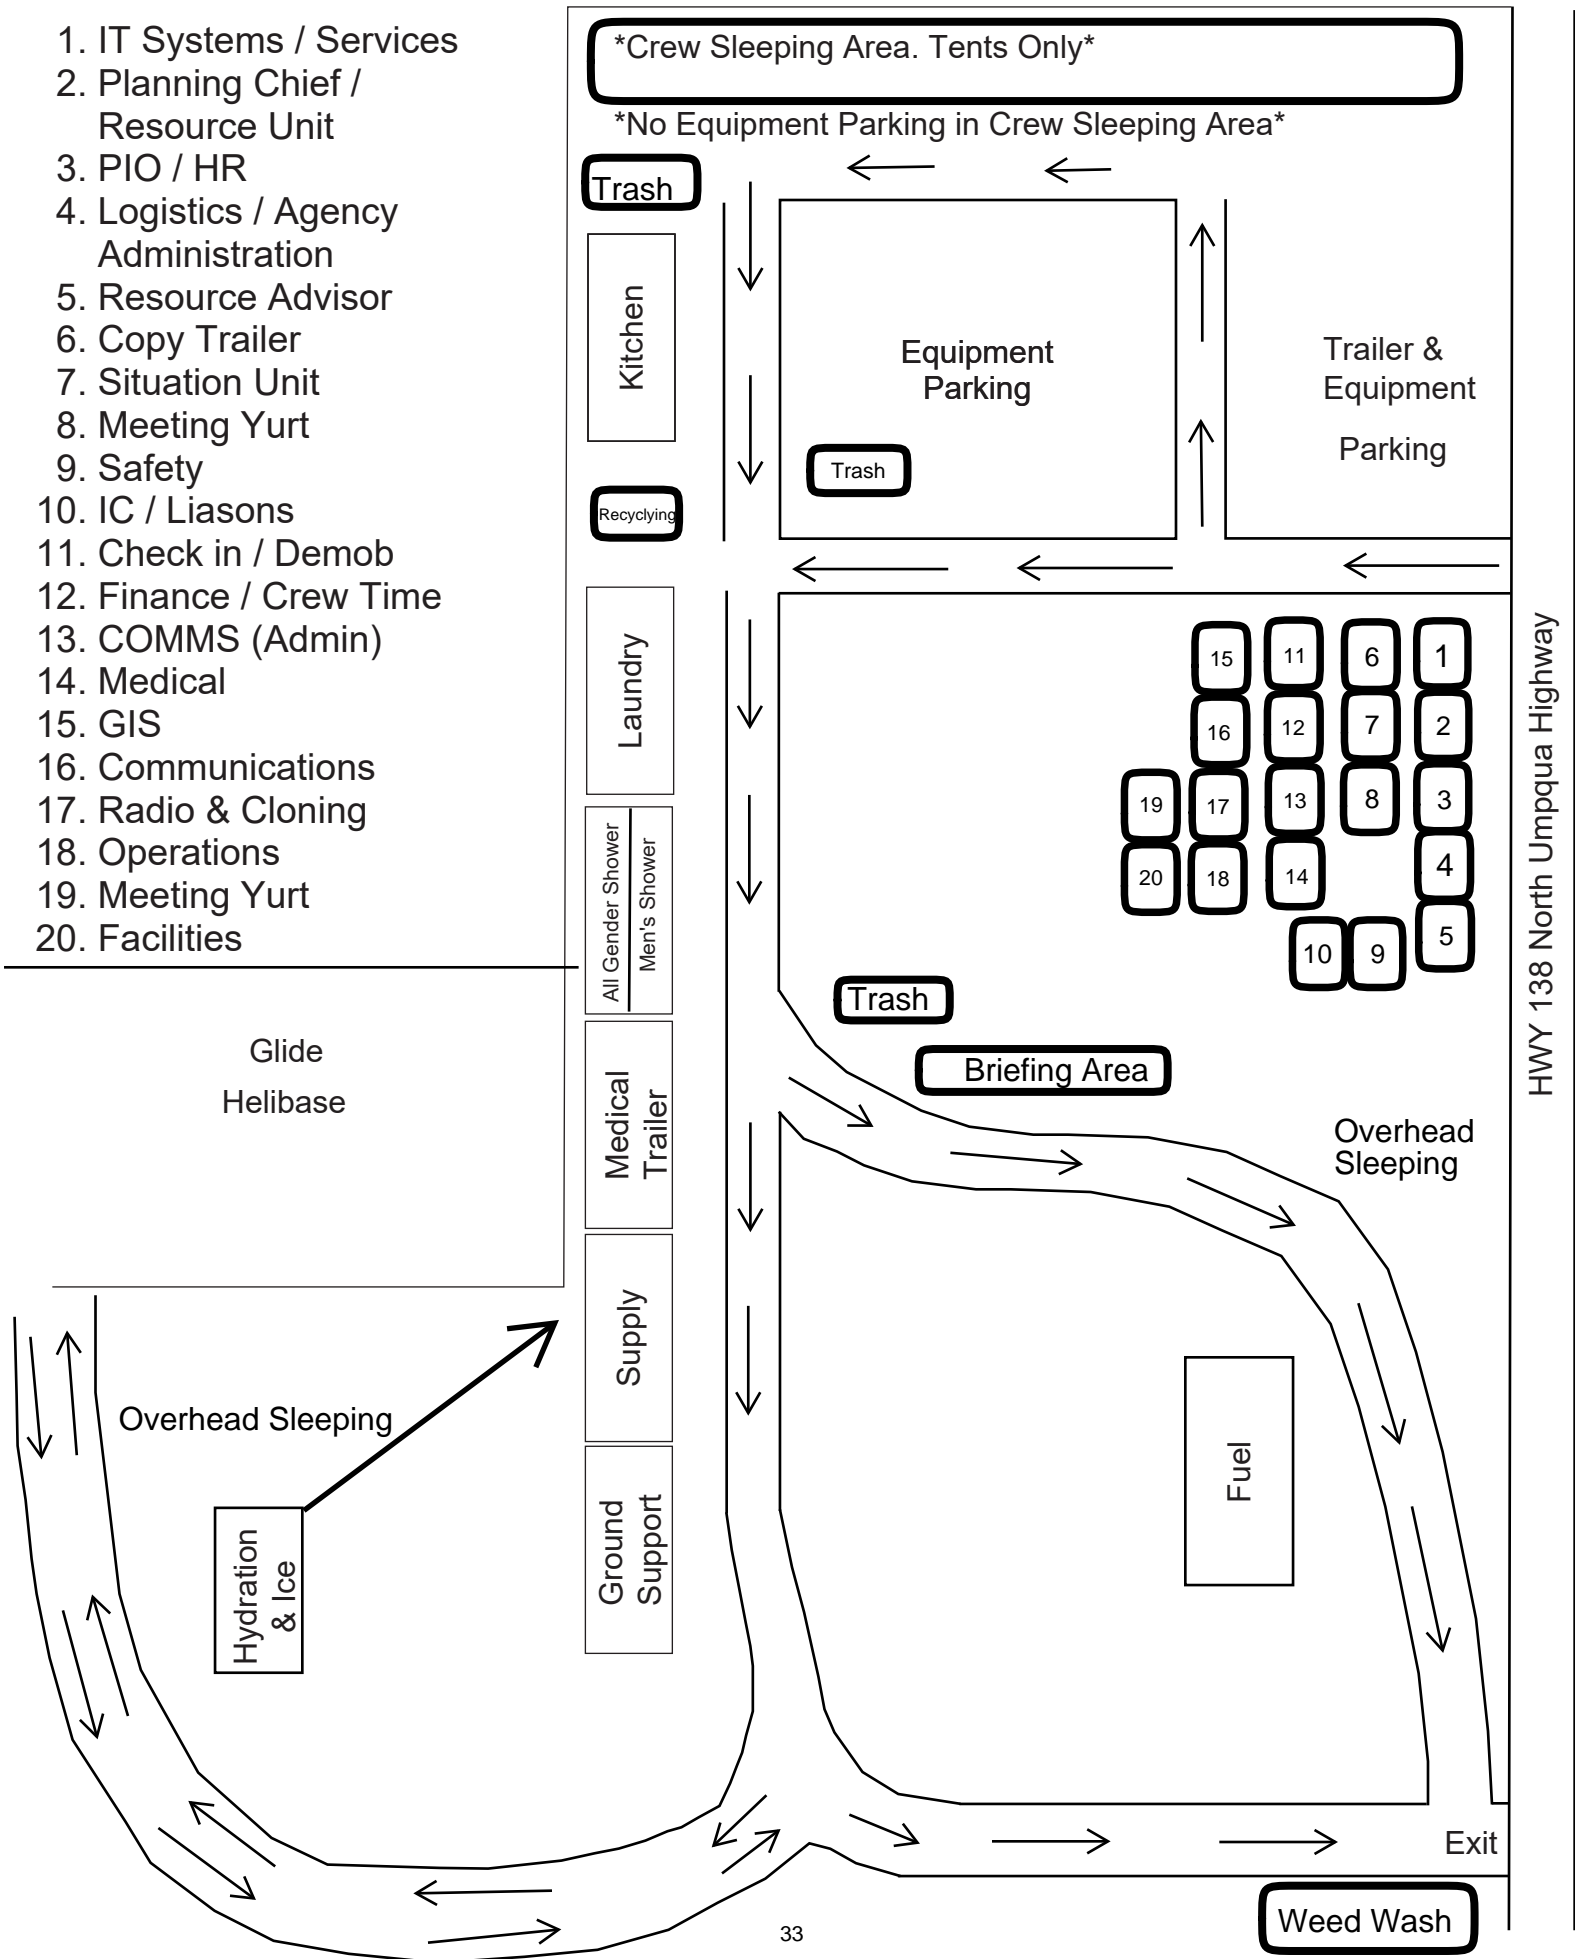 1. IT Systems / Services
2. Planning Chief /
Resource Unit
3. PIO / HR
4. Logistics / Agency
Administration
5. Resource Advisor
6. Copy Trailer
7. Situation Unit
8. Meeting Yurt
9. Safety
10. IC / Liasons
11. Check in / Demob
12. Finance / Crew Time
13. COMMS (Admin)
14. Medical
15. GIS
16. Communications
17. Radio & Cloning
18. Operations
19. Meeting Yurt
20. Facilities
*Crew Sleeping Area. Tents Only*
*No Equipment Parking in Crew Sleeping Area*
Trash
Kitchen
Equipment
Parking
Trash
Trailer &
Equipment
Parking
Recyclying
Laundry
15
11
6
1
16
12
7
2
19
17
13
8
3
20
18
14
4
10
9
5
HWY 138 North Umpqua Highway
All Gender Shower
Men's Shower
Trash
Briefing Area
Glide
Helibase
Medical
Trailer
Overhead
Sleeping
Supply
Overhead Sleeping
Fuel
Hydration
& Ice
Ground
Support
Exit
Weed Wash
33